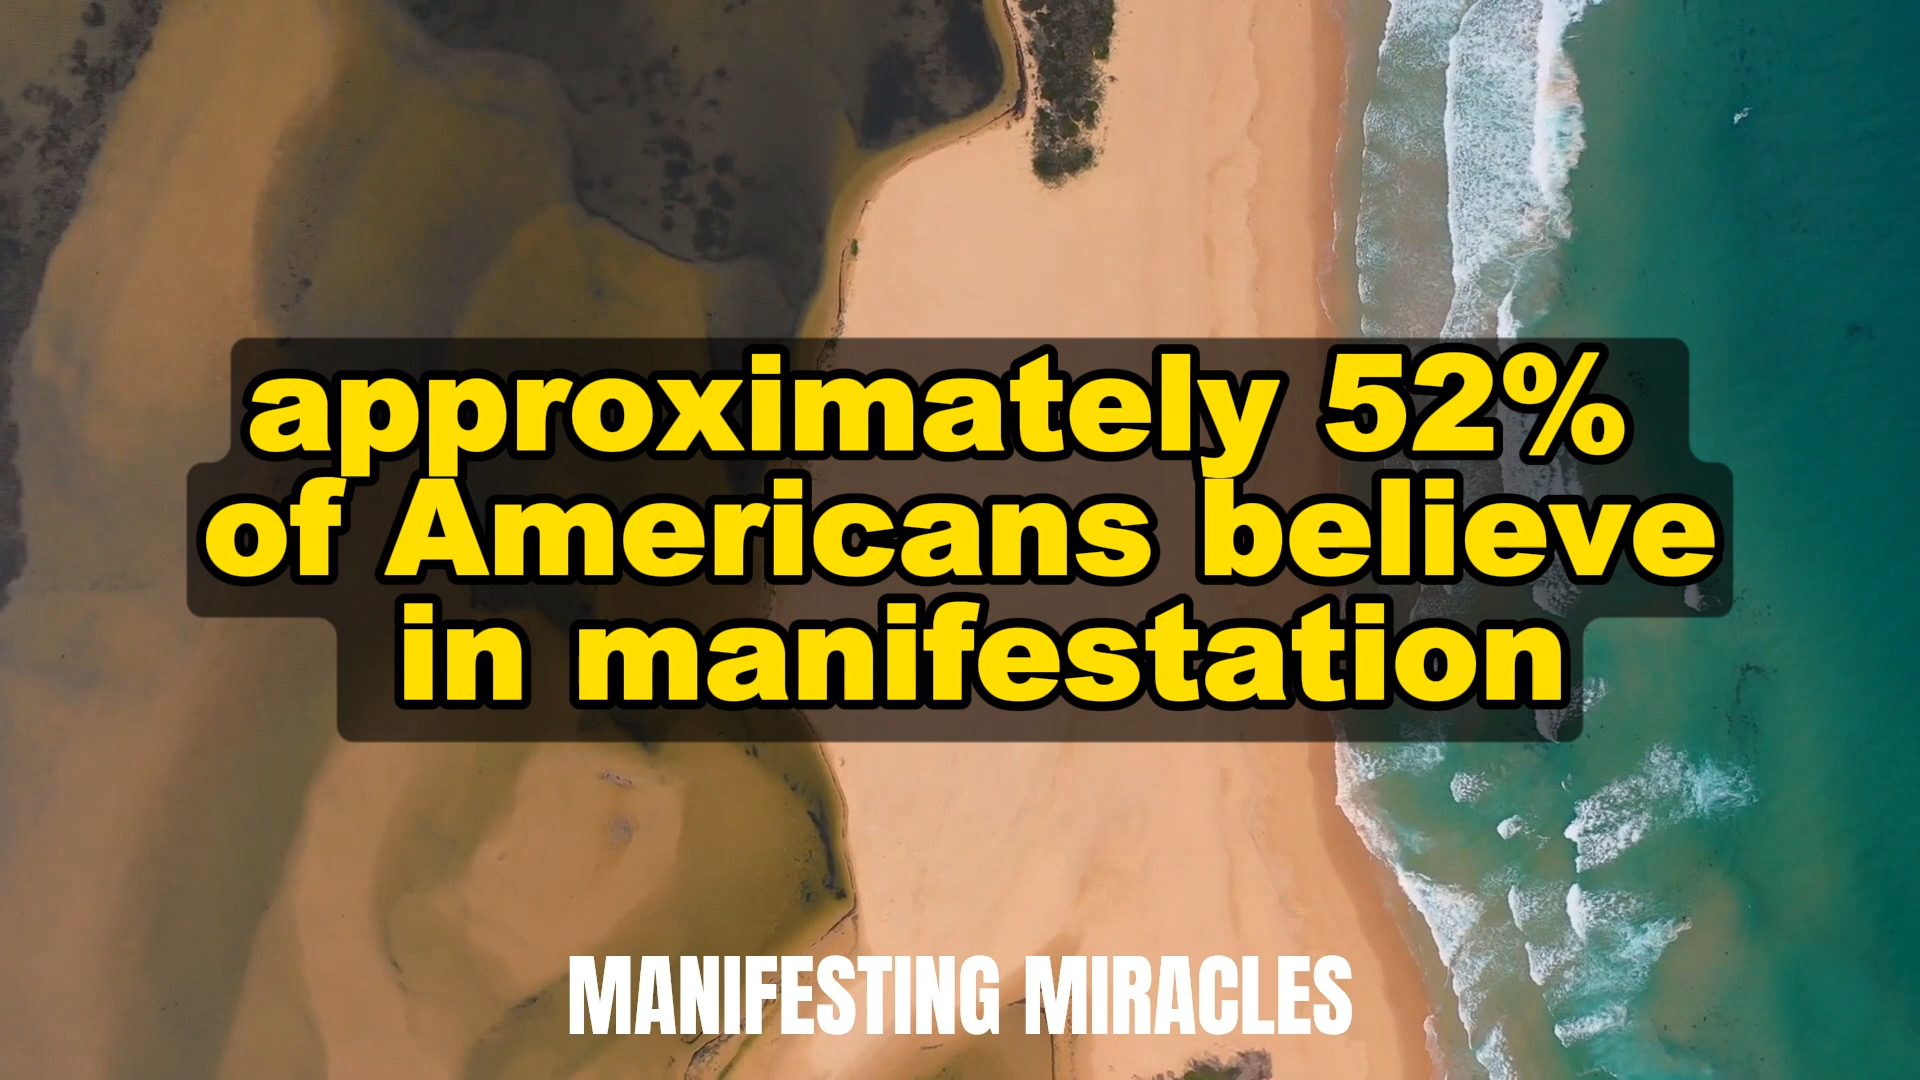 approximately 52%
of Americans believe
in manifestation
MANIFESTING MIRACLES